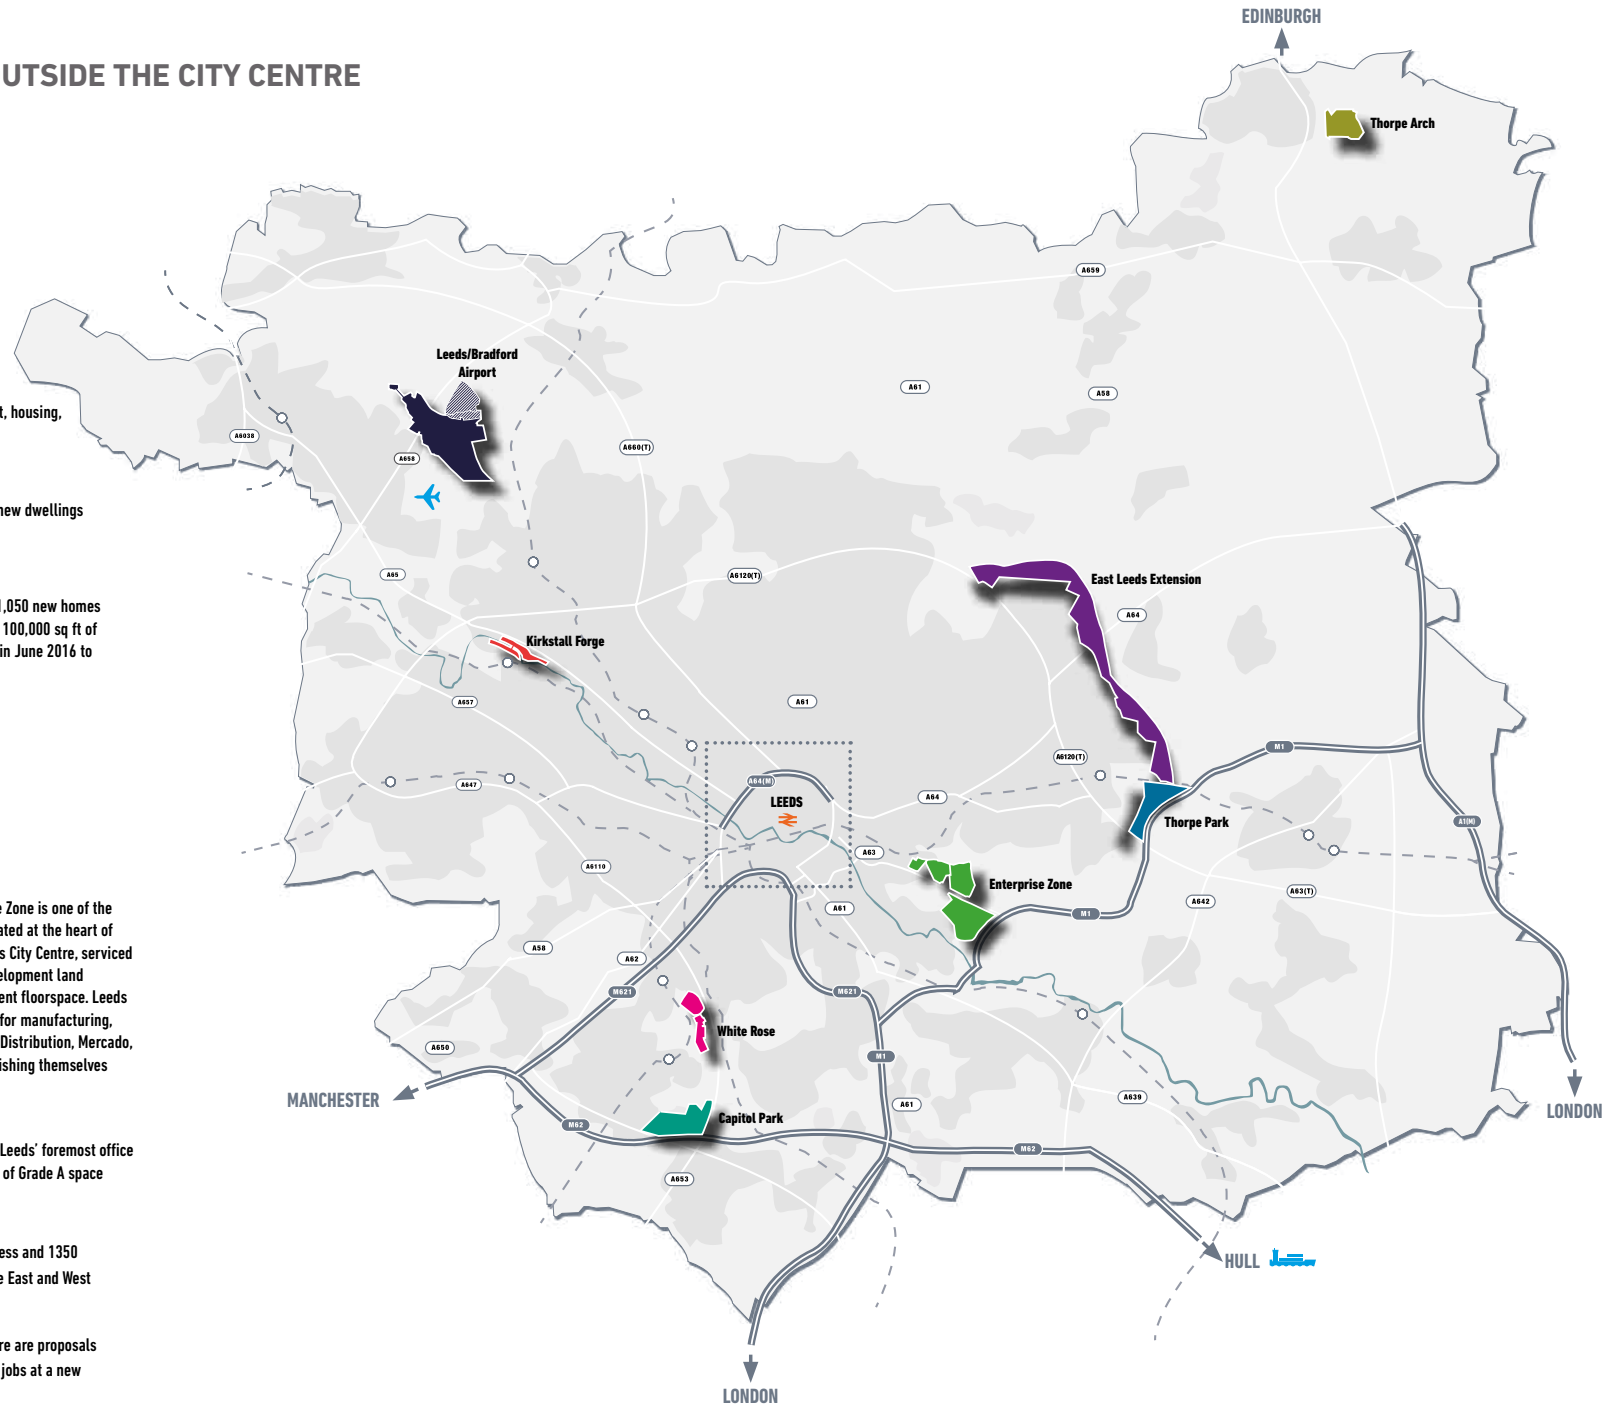 EDINBURGH
UTSIDE THE CITY CENTRE
Thorpe Arch
A659
Leeds/Bradford
Airport
A61
A58
t, housing,
A6038
A660(T)
A658
new dwellings
A65
A6120(T)
East Leeds Extension
1,050 new homes
100,000 sq ft of
in June 2016 to
A64
Kirkstall Forge
A657
A61
M1
A6120(T)
A647
A64(M)
LEEDS
A64
Thorpe Park
A1(M)
A63
A6110
Enterprise Zone
A63(T)
A642
e Zone is one of the
ated at the heart of
s City Centre, serviced
elopment land
ent floorspace. Leeds
for manufacturing,
Distribution, Mercado,
ishing themselves
A61
M1
A58
A62
M621
M621
White Rose
A650
M1
MANCHESTER
A61
A639
LONDON
Capitol Park
M62
M62
Leeds' foremost office
of Grade A space
A653
ess and 1350
e East and West
HULL
re are proposals
jobs at a new
LONDON